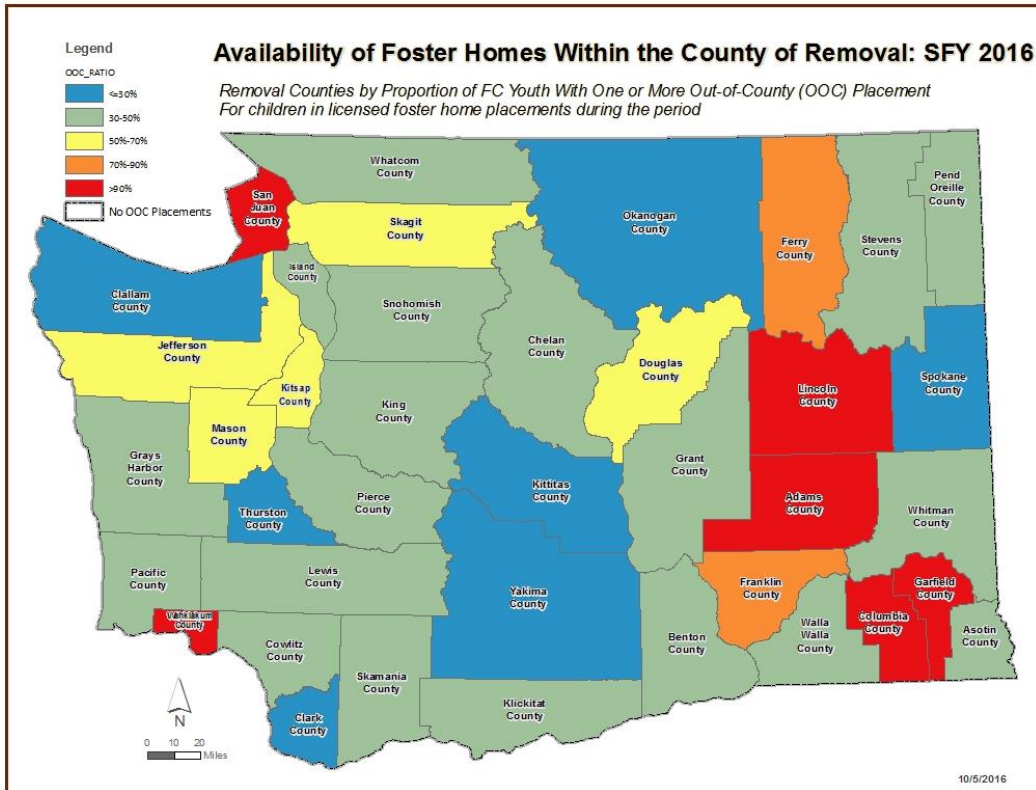 Legend
OOC_RATIO
<=30%
30-50%
50%-70%
70%-90%
>90%
No OOC Placements
Availability of Foster Homes Within the County of Removal: SFY 2016
Removal Counties by Proportion of FC Youth With One or More Out-of-County (OOC) Placement
For children in licensed foster home placements during the period
Whatcom
County
San
Juan
County
Skagit
County
Okanogan
County
Ferry
County
Stevens
County
Pend
Oreille
County
Island
County
Clallam
County
Snohomish
County
Chelan
County
Jefferson
County
Douglas
County
Kitsap
County
Lincoln
County
Spokane
County
King
County
Mason
County
Grays
Harbor
County
Grant
County
Kittitas
County
Pierce
County
Adams
County
Thurston
County
Whitman
County
Pacific
County
Lewis
County
Yakima
County
Franklin
County
Garfield
County
Wahkiakum
County
Columbia
County
Walla
Walla
County
Asotin
County
Cowlitz
County
Benton
County
Skamania
County
Klickitat
County
Clark
County
N
0 10 20
Miles
10/5/2016